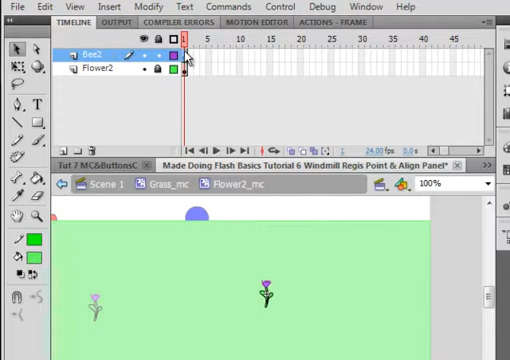 File Edit View Insert Modify Text Commands Control Debug Window Help
TIMELINE OUTPUT COMPILER ERRORS MOTION EDITOR ACTIONS - FRAME
1 5 10 15 20 25 30 35 40 45
Bee2
Flower2
1 24.00 fps 0.0 s
Tut 7 MC&ButtonsC Made Doing Flash Basics Tutorial 6 Windmill Regis Point & Align Panel*
Scene 1 Grass_mc Flower2_mc 100%